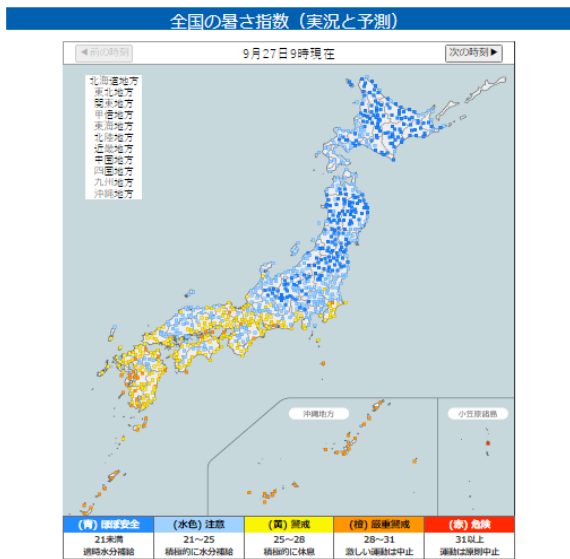 全国の暑さ指数（実況と予測）
◀前の時刻
9月27日9時現在
次の時刻▶
北海道地方
東北地方
関東地方
甲信地方
東海地方
北陸地方
近畿地方
中国地方
四国地方
九州地方
沖縄地方
沖縄地方
小笠原諸島
(青) ほぼ安全
(水色) 注意
(黄) 警戒
(橙) 厳重警戒
(赤) 危険
21未満
21～25
25～28
28～31
31以上
適時水分補給
積極的に水分補給
積極的に休息
激しい運動は中止
運動は原則中止